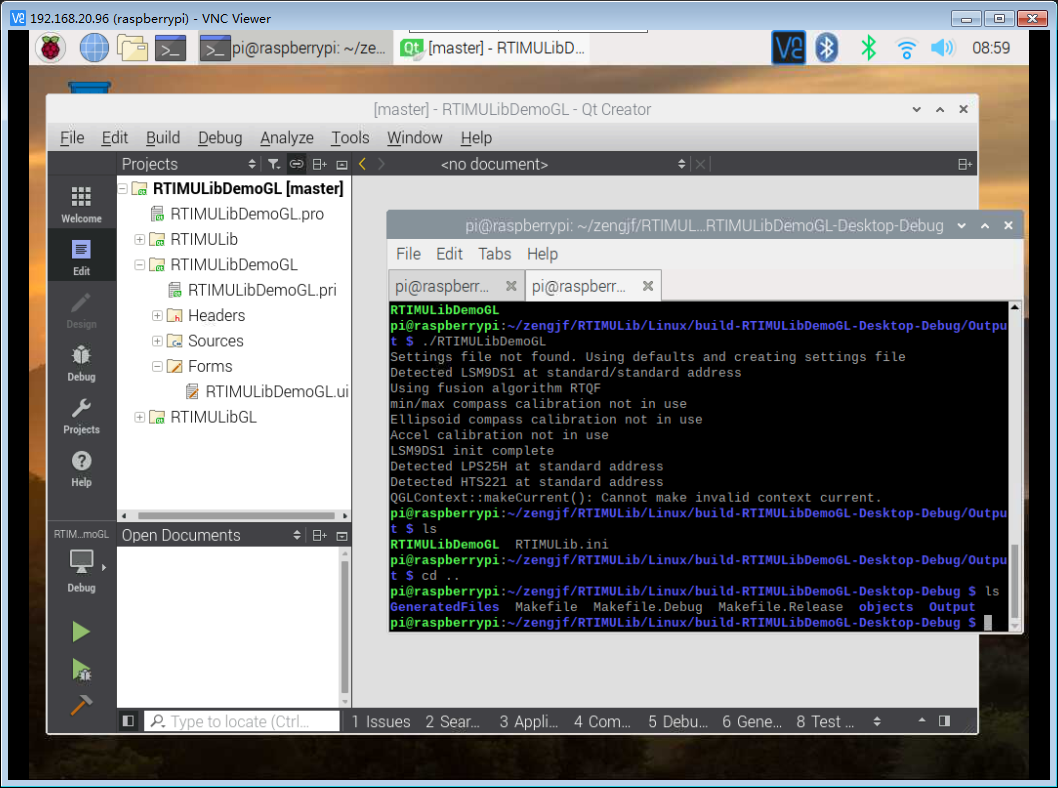 192.168.20.96 (raspberrypi) - VNC Viewer
pi@raspberrypi: ~/ze...
[master] - RTIMULibD...
08:59
[master] - RTIMULibDemoGL - Qt Creator
File Edit Build Debug Analyze Tools Window Help
Projects
<no document>
Welcome
Edit
Design
Debug
Projects
Help
RTIM...moGL
Debug
RTIMULibDemoGL [master]
RTIMULibDemoGL.pro
RTIMULib
RTIMULibDemoGL
RTIMULibDemoGL.pri
Headers
Sources
Forms
RTIMULibDemoGL.ui
RTIMULibGL
Open Documents
pi@raspberrypi: ~/zengjf/RTIMUL...RTIMULibDemoGL-Desktop-Debug
File Edit Tabs Help
pi@raspberr...
pi@raspberr...
RTIMULibDemoGL
pi@raspberrypi:~/zengjf/RTIMULib/Linux/build-RTIMULibDemoGL-Desktop-Debug/Outpu
t $ ./RTIMULibDemoGL
Settings file not found. Using defaults and creating settings file
Detected LSM9DS1 at standard/standard address
Using fusion algorithm RTQF
min/max compass calibration not in use
Ellipsoid compass calibration not in use
Accel calibration not in use
LSM9DS1 init complete
Detected LPS25H at standard address
Detected HTS221 at standard address
QGLContext::makeCurrent(): Cannot make invalid context current.
pi@raspberrypi:~/zengjf/RTIMULib/Linux/build-RTIMULibDemoGL-Desktop-Debug/Outpu
t $ ls
RTIMULibDemoGL RTIMULib.ini
pi@raspberrypi:~/zengjf/RTIMULib/Linux/build-RTIMULibDemoGL-Desktop-Debug/Outpu
t $ cd ..
pi@raspberrypi:~/zengjf/RTIMULib/Linux/build-RTIMULibDemoGL-Desktop-Debug $ ls
GeneratedFiles Makefile Makefile.Debug Makefile.Release objects Output
pi@raspberrypi:~/zengjf/RTIMULib/Linux/build-RTIMULibDemoGL-Desktop-Debug $
Type to locate (Ctrl...
1 Issues 2 Sear... 3 Appli... 4 Com... 5 Debu... 6 Gene... 8 Test ...